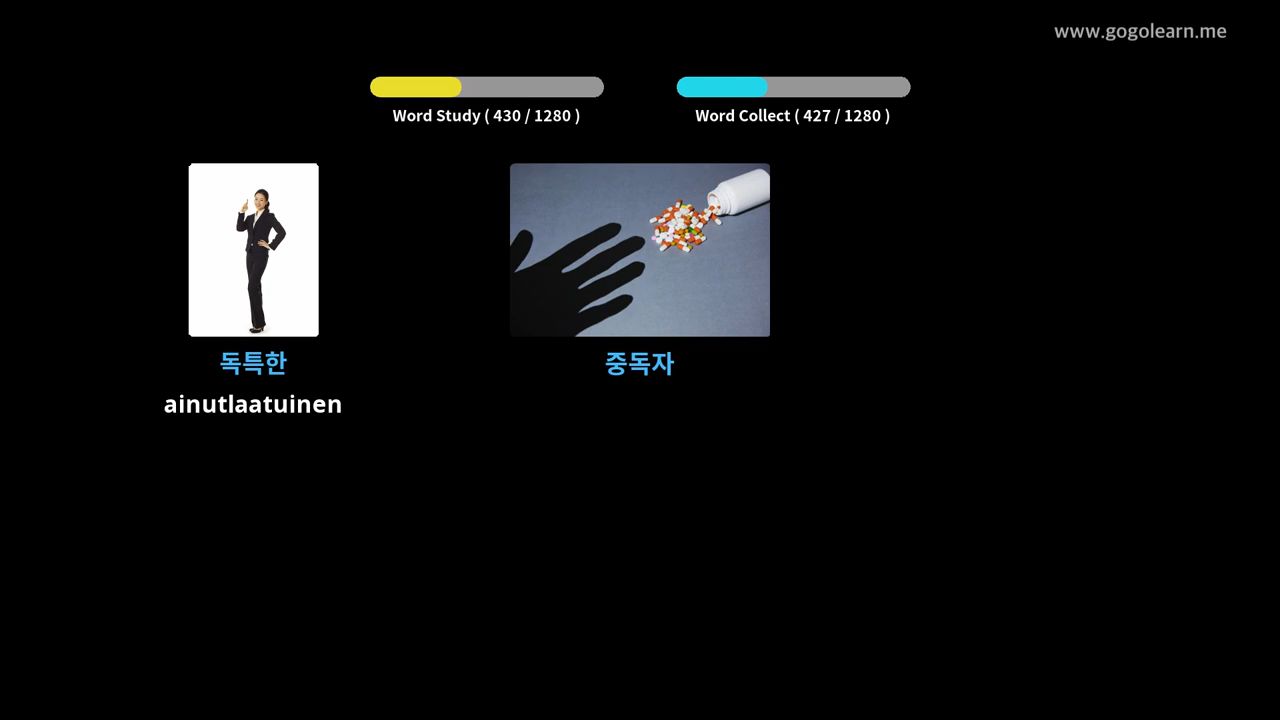 www.gogolearn.me
Word Study ( 430 / 1280 )
Word Collect ( 427 / 1280 )
독특한
중독자
ainutlaatuinen